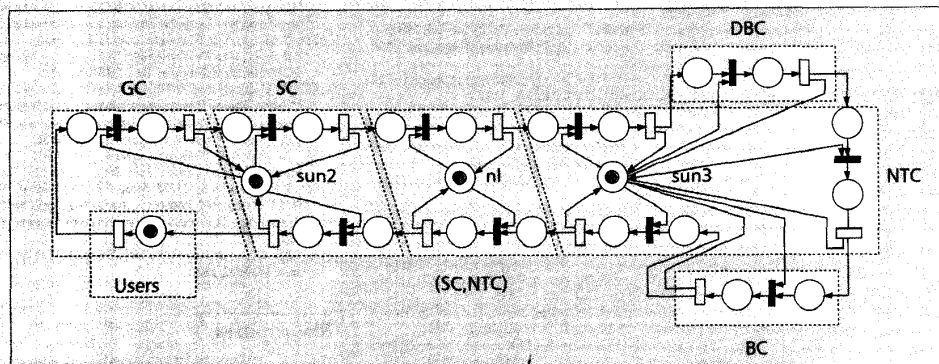 DBC
GC
SC
sun2
nl
sun3
NTC
Users
(SC,NTC)
BC